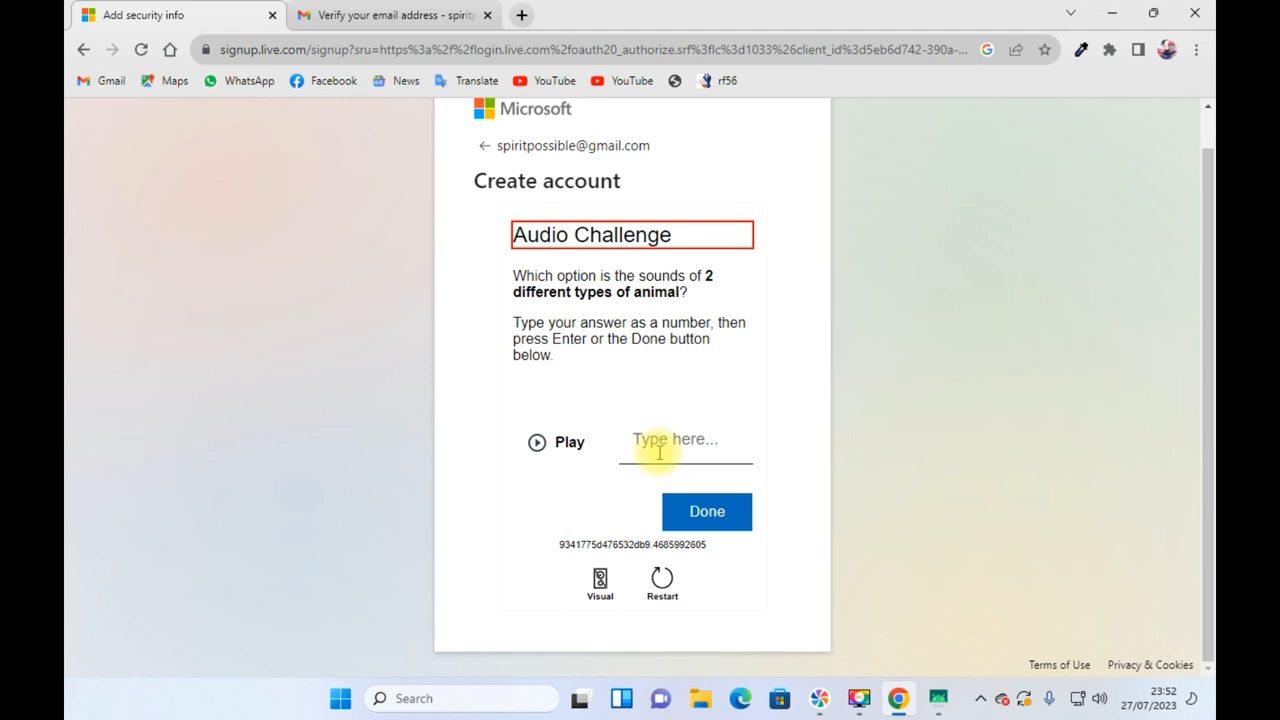 Add security info
Verify your email address - spirit
signup.live.com/signup?sru=https%3a%2f%2flogin.live.com%2foauth20_authorize.srf%3flc%3d1033%26client_id%3d5eb6d742-390a-...
Gmail Maps WhatsApp Facebook News Translate YouTube YouTube rf56
Microsoft
spiritpossible@gmail.com
Create account
Audio Challenge
Which option is the sounds of 2
different types of animal?
Type your answer as a number, then
press Enter or the Done button
below.
Play Type here...
Done
9341775d476532db9.4685992605
Visual Restart
Terms of Use Privacy & Cookies
Search
23:52
27/07/2023